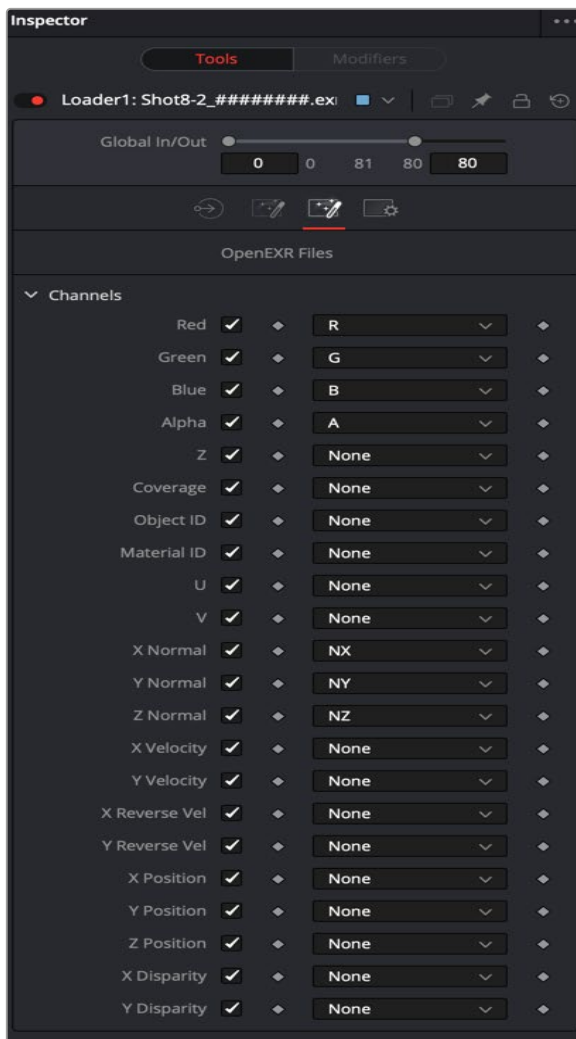 Inspector
Tools Modifiers
Loader1: Shot8-2_########.ex
Global In/Out
0 0 81 80 80
OpenEXR Files
Channels
Red R
Green G
Blue B
Alpha A
Z None
Coverage None
Object ID None
Material ID None
U None
V None
X Normal NX
Y Normal NY
Z Normal NZ
X Velocity None
Y Velocity None
X Reverse Vel None
Y Reverse Vel None
X Position None
Y Position None
Z Position None
X Disparity None
Y Disparity None